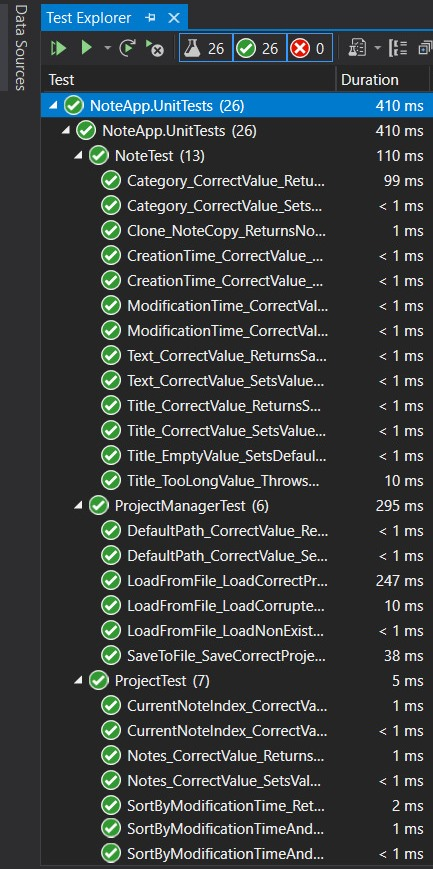 Data Sources
Test Explorer
26 26 0
Test Duration
NoteApp.UnitTests (26) 410 ms
NoteApp.UnitTests (26) 410 ms
NoteTest (13) 110 ms
Category_CorrectValue_Retu... 99 ms
Category_CorrectValue_Sets... < 1 ms
Clone_NoteCopy_ReturnsNo... 1 ms
CreationTime_CorrectValue_... < 1 ms
CreationTime_CorrectValue_... < 1 ms
ModificationTime_CorrectVal... < 1 ms
ModificationTime_CorrectVal... < 1 ms
Text_CorrectValue_ReturnsSa... < 1 ms
Text_CorrectValue_SetsValue... < 1 ms
Title_CorrectValue_ReturnsS... < 1 ms
Title_CorrectValue_SetsValue... < 1 ms
Title_EmptyValue_SetsDefaul... < 1 ms
Title_TooLongValue_Throws... 10 ms
ProjectManagerTest (6) 295 ms
DefaultPath_CorrectValue_Re... < 1 ms
DefaultPath_CorrectValue_Se... < 1 ms
LoadFromFile_LoadCorrectPr... 247 ms
LoadFromFile_LoadCorrupte... 10 ms
LoadFromFile_LoadNonExist... < 1 ms
SaveToFile_SaveCorrectProje... 38 ms
ProjectTest (7) 5 ms
CurrentNoteIndex_CorrectVa... 1 ms
CurrentNoteIndex_CorrectVa... < 1 ms
Notes_CorrectValue_Returns... 1 ms
Notes_CorrectValue_SetsVal... < 1 ms
SortByModificationTime_Ret... 2 ms
SortByModificationTimeAnd... 1 ms
SortByModificationTimeAnd... < 1 ms